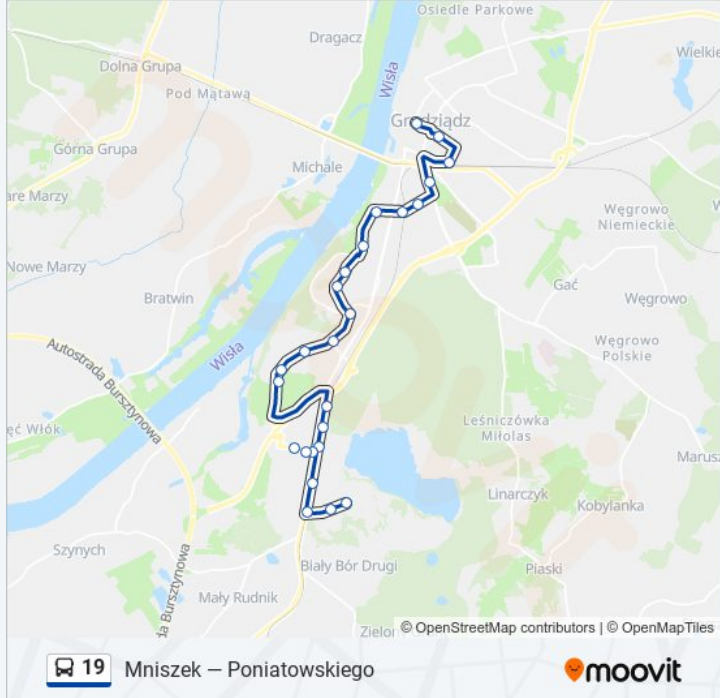 Osiedle Parkowe
Dragacz
Wisła
Wielkie
Dolna Grupa
Pod Mątawą
Grudziądz
Górna Grupa
Michale
are Marzy
Węgrowo
Niemieckie
Nowe Marzy
Gać
Bratwin
Węgrowo
Węgrowo
Polskie
Wisła
Autostrada Bursztynowa
Leśniczówka
Miłolas
ęć Włók
Marusz
Linarczyk
Kobylanka
Szynych
Biały Bór Drugi
Piaski
Mały Rudnik
da Bursztynowa
Zielon
© OpenStreetMap contributors | © OpenMapTiles
19 Mniszek — Poniatowskiego
moovit